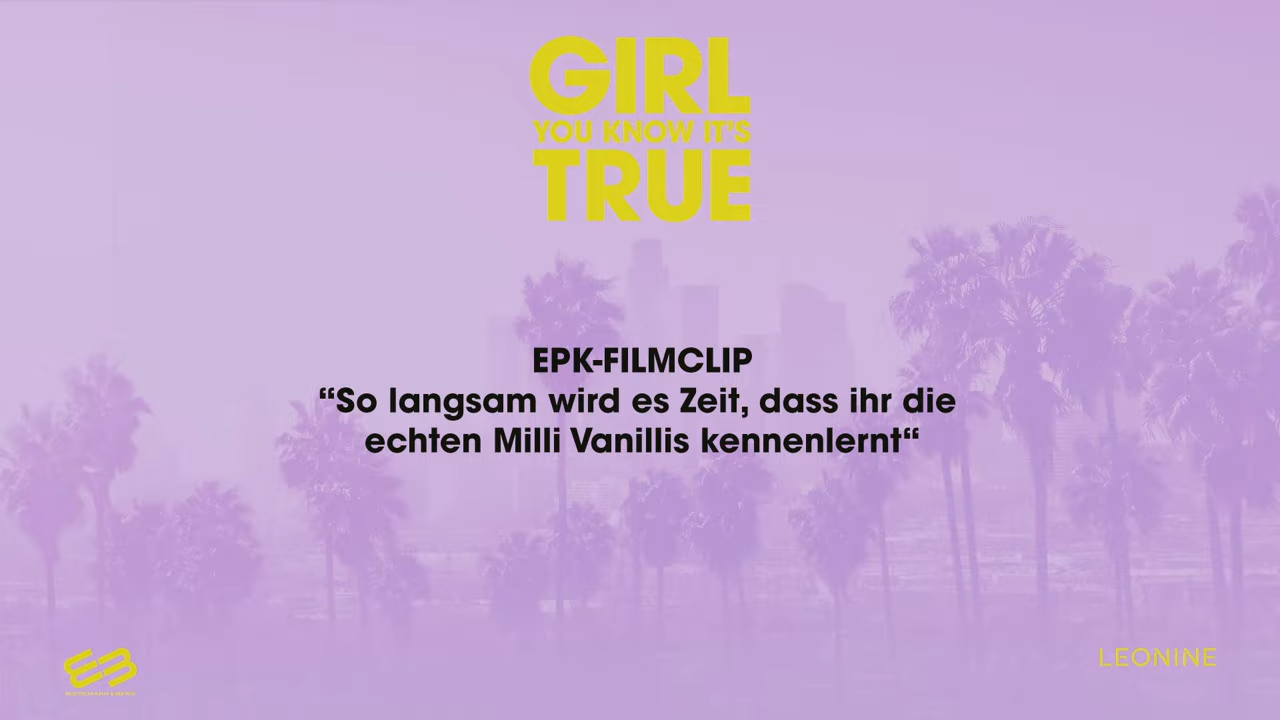 GIRL
YOU KNOW IT'S
TRUE
EPK-FILMCLIP
“So langsam wird es Zeit, dass ihr die
echten Milli Vanillis kennenlernt“
LEONINE